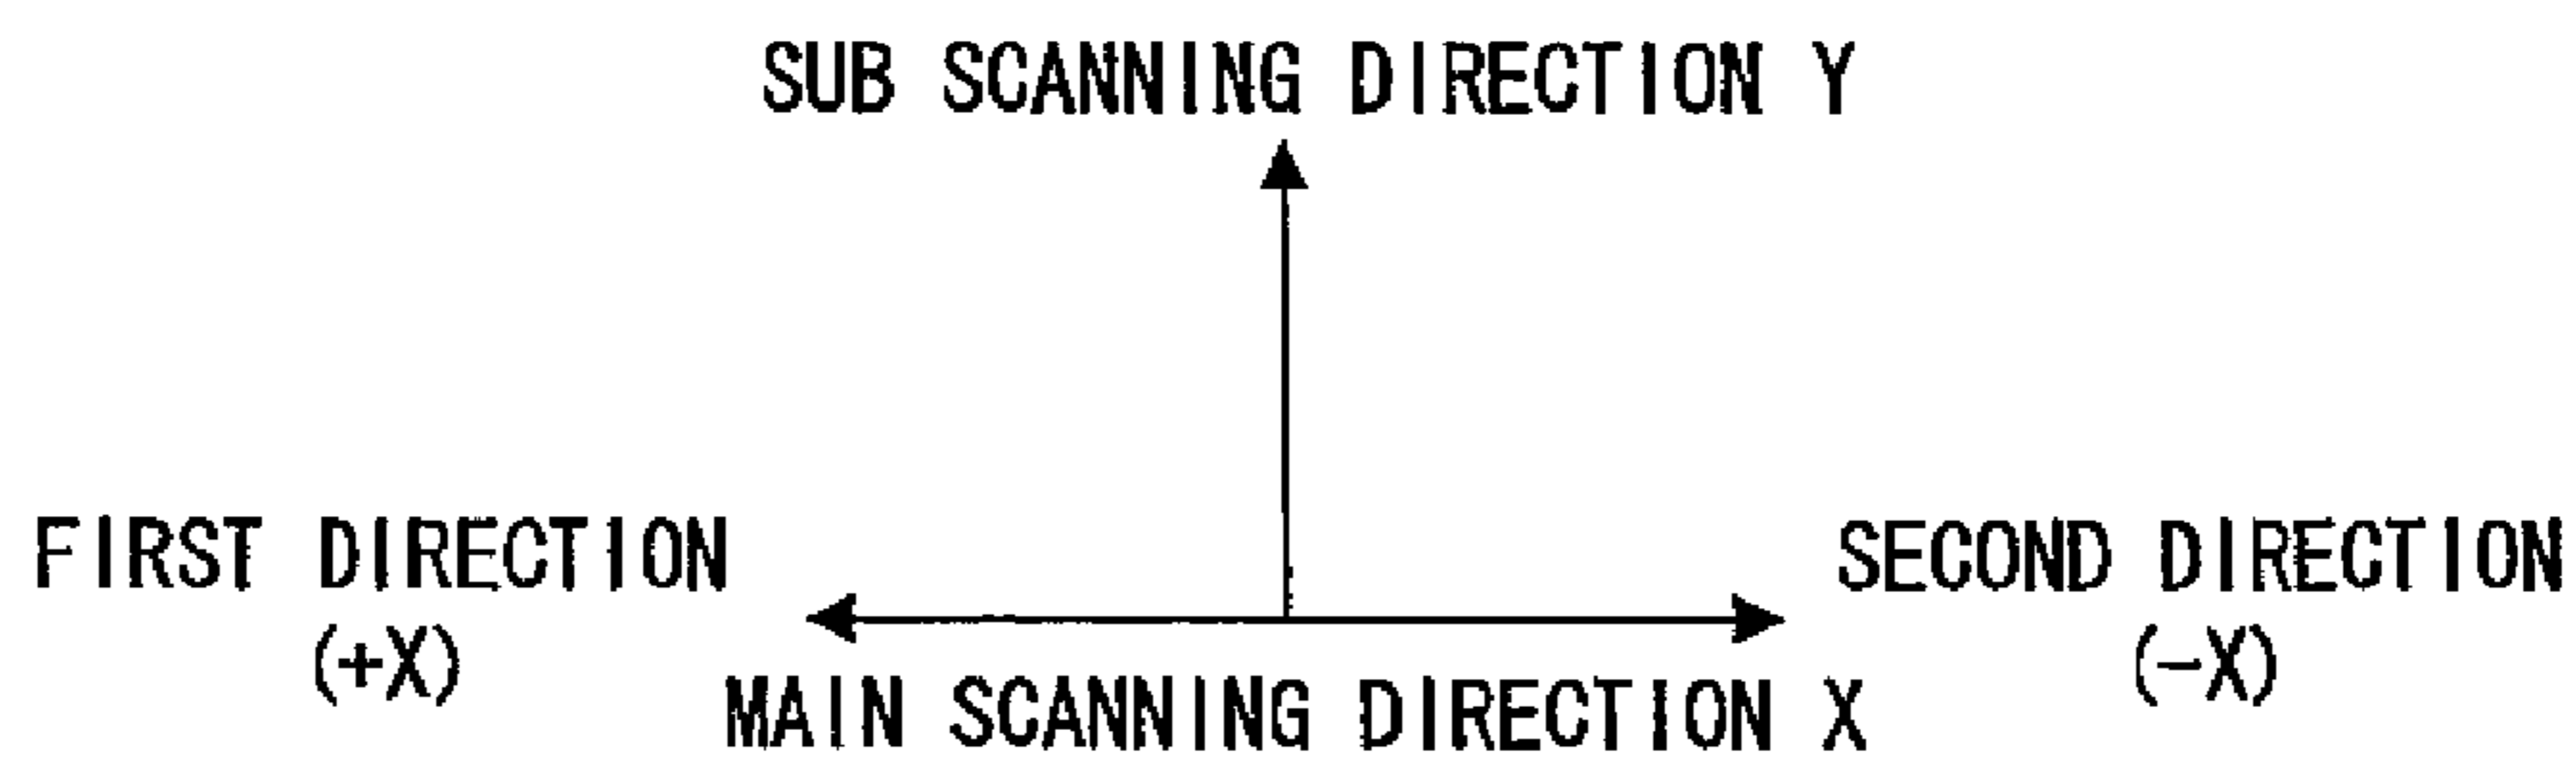 SUB SCANNING DIRECTION Y
FIRST DIRECTION
(+X)
SECOND DIRECTION
(-X)
MAIN SCANNING DIRECTION X